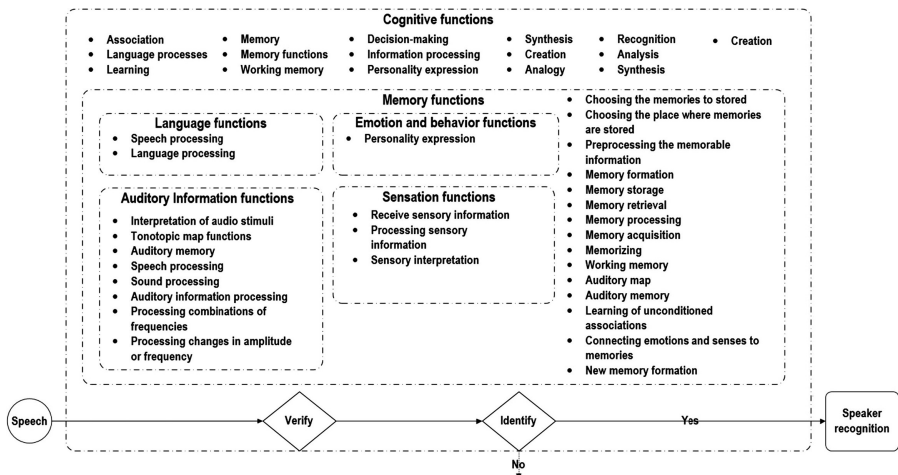 Cognitive functions
• Association
• Language processes
• Learning
• Memory
• Memory functions
• Working memory
• Decision-making
• Information processing
• Personality expression
• Synthesis
• Creation
• Analogy
• Recognition
• Analysis
• Synthesis
• Creation
Memory functions
Language functions
• Speech processing
• Language processing
Emotion and behavior functions
• Personality expression
Auditory Information functions
• Interpretation of audio stimuli
• Tonotopic map functions
• Auditory memory
• Speech processing
• Sound processing
• Auditory information processing
• Processing combinations of
frequencies
• Processing changes in amplitude
or frequency
Sensation functions
• Receive sensory information
• Processing sensory
information
• Sensory interpretation
• Choosing the memories to stored
• Choosing the place where memories
are stored
• Preprocessing the memorable
information
• Memory formation
• Memory storage
• Memory retrieval
• Memory processing
• Memory acquisition
• Memorizing
• Working memory
• Auditory map
• Auditory memory
• Learning of unconditioned
associations
• Connecting emotions and senses to
memories
• New memory formation
Speech
Verify
Identify
Yes
Speaker
recognition
No